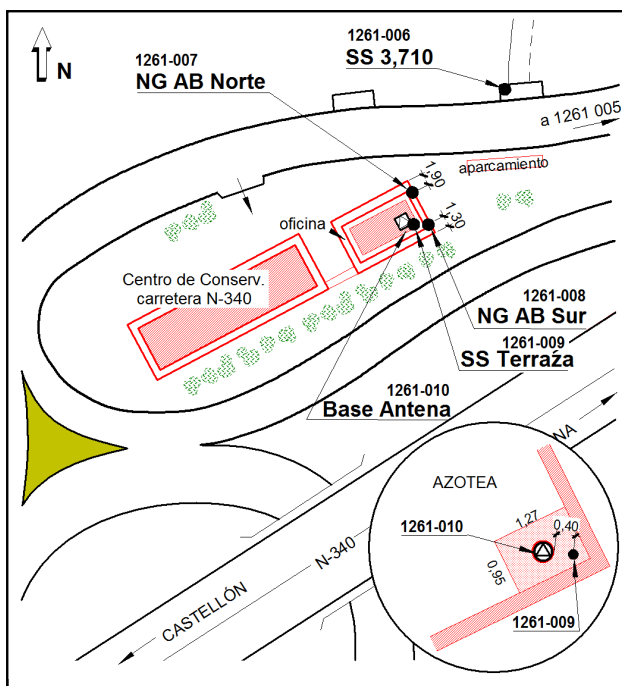 1261-006
SS 3,710
1261-007
NG AB Norte
N
a 1261 005
aparcamiento
1,90
1,30
oficina
Centro de Conserv.
carretera N-340
1261-008
NG AB Sur
1261-009
SS Terraza
1261-010
Base Antena
NA
AZOTEA
1,27
0,40
1261-010
0,95
1261-009
N-340
CASTELLÓN